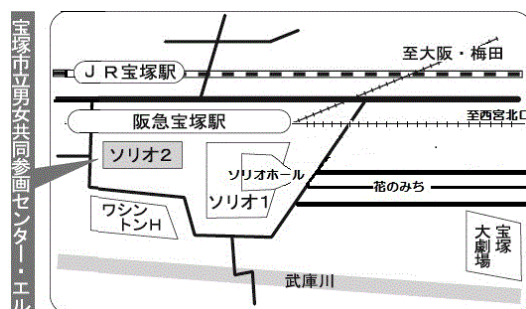 宝塚市立男女共同参画センター・エル
ＪＲ宝塚駅
至大阪・梅田
阪急宝塚駅
至西宮北口
ソリオ２
ソリオホール
ソリオ１
花のみち
ワシン
トンH
宝塚
大劇場
武庫川